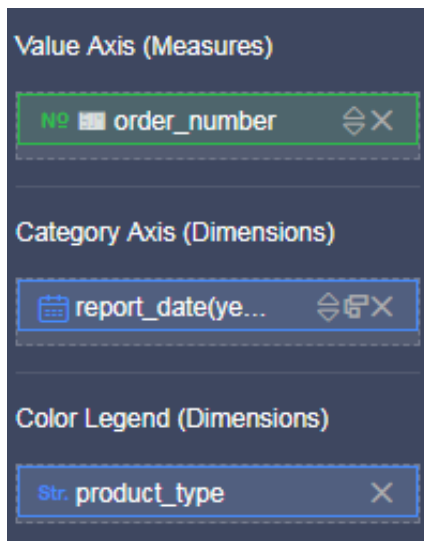 Value Axis (Measures)
Nº order_number
Category Axis (Dimensions)
report_date(ye...
Color Legend (Dimensions)
Str. product_type